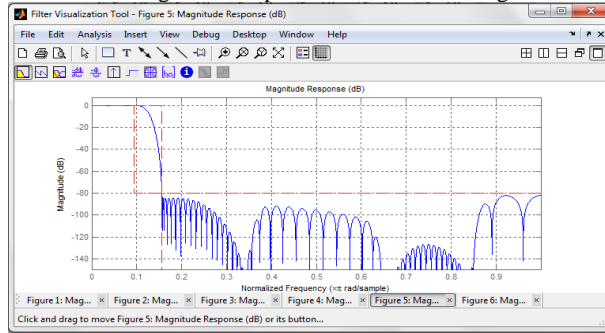 Filter Visualization Tool - Figure 5: Magnitude Response (dB)
File Edit Analysis Insert View Debug Desktop Window Help
Magnitude Response (dB)
Magnitude (dB)
0
-20
-40
-60
-80
-100
-120
-140
0 0.1 0.2 0.3 0.4 0.5 0.6 0.7 0.8 0.9
Normalized Frequency (×π rad/sample)
Figure 1: Mag... Figure 2: Mag... Figure 3: Mag... Figure 4: Mag... Figure 5: Mag... Figure 6: Mag...
Click and drag to move Figure 5: Magnitude Response (dB) or its button...